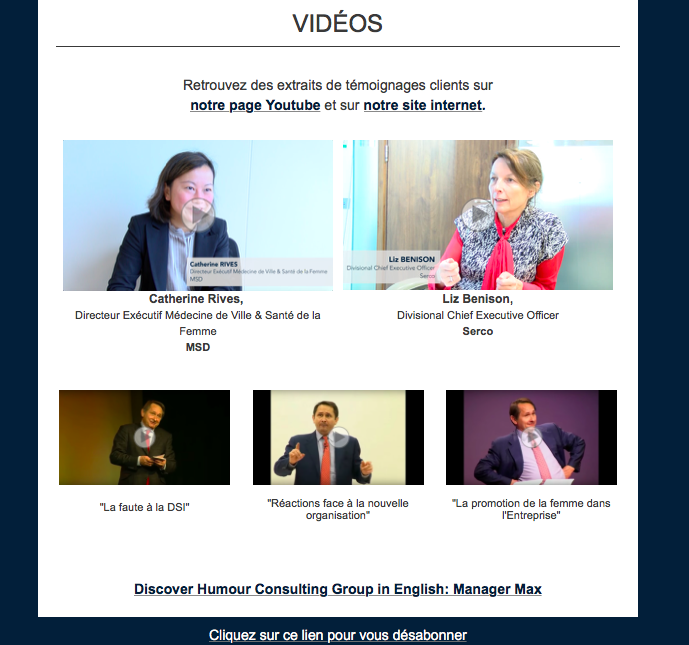 VIDÉOS
Retrouvez des extraits de témoignages clients sur
notre page Youtube et sur notre site internet.
Catherine RIVES
Directeur Exécutif Médecine de Ville & Santé de la Femme
MSD
Liz BENISON
Divisional Chief Executive Officer
Serco
Catherine Rives,
Directeur Exécutif Médecine de Ville & Santé de la
Femme
MSD
Liz Benison,
Divisional Chief Executive Officer
Serco
"La faute à la DSI"
"Réactions face à la nouvelle
organisation"
"La promotion de la femme dans
l'Entreprise"
Discover Humour Consulting Group in English: Manager Max
Cliquez sur ce lien pour vous désabonner